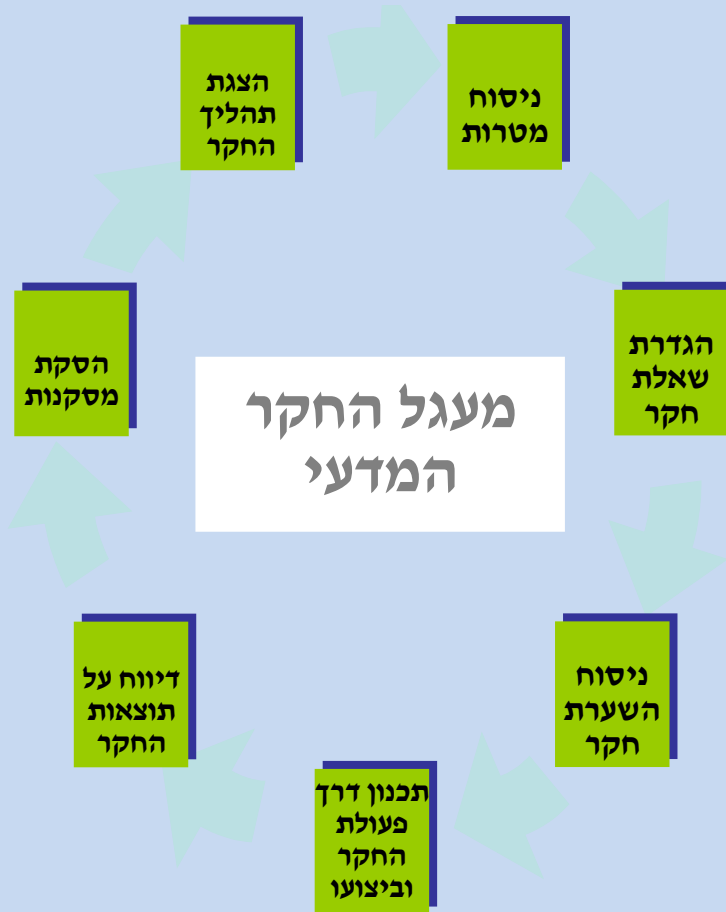 מעגל החקר
המדעי
ניסוח
מטרות
הגדרת
שאלת
חקר
ניסוח
השערת
חקר
תכנון דרך
פעולת
החקר
וביצועו
דיווח על
תוצאות
החקר
הסקת
מסקנות
הצגת
תהליך
החקר